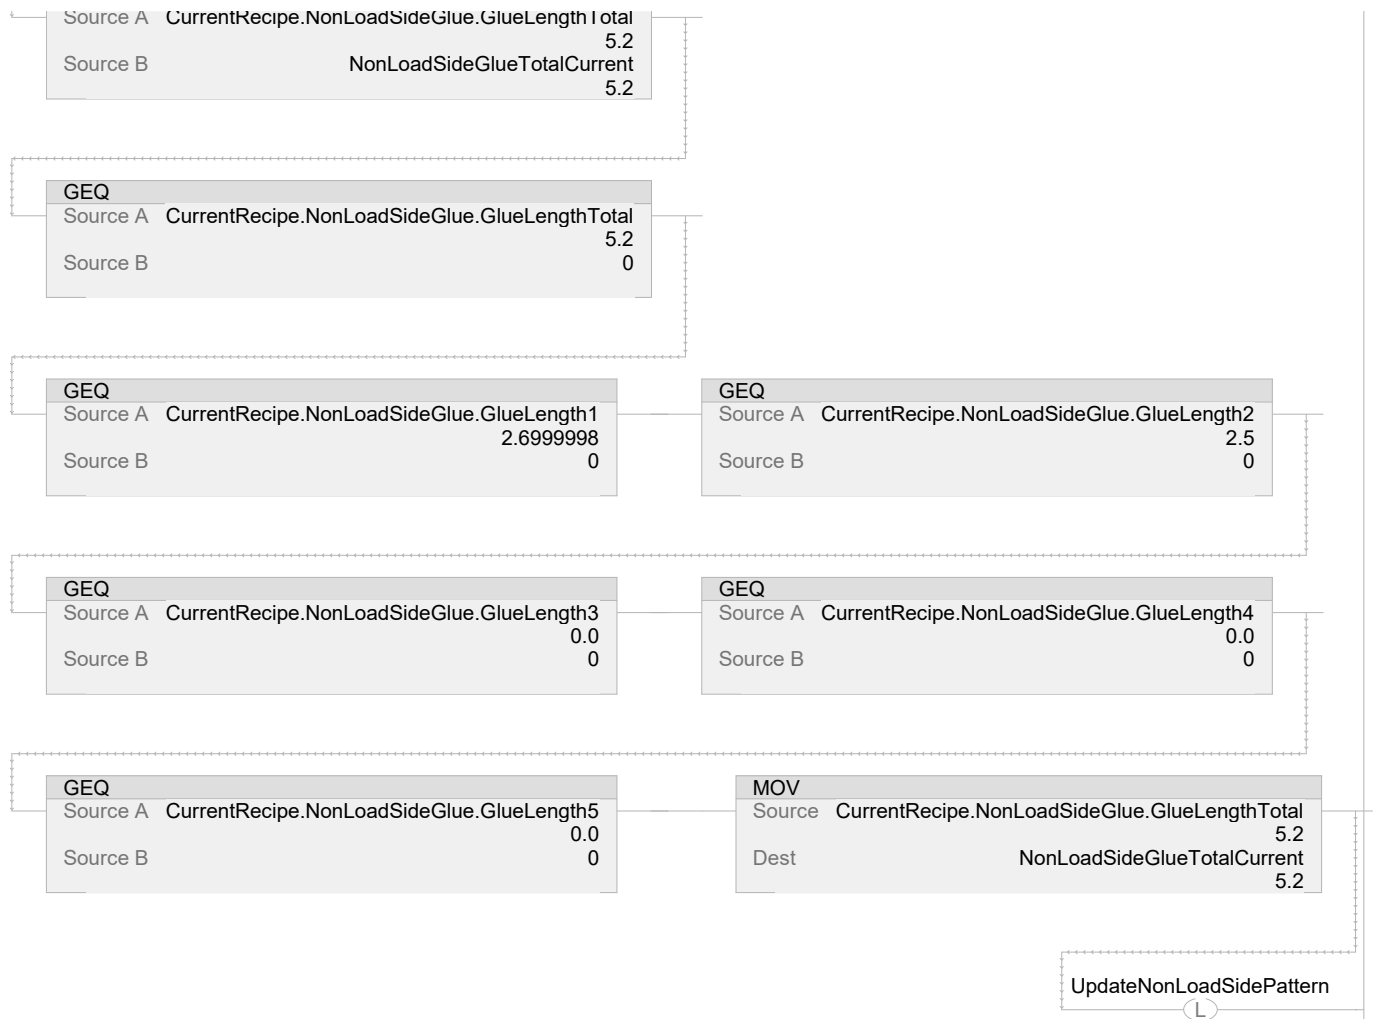 Source A CurrentRecipe.NonLoadSideGlue.GlueLengthTotal
5.2
Source B NonLoadSideGlueTotalCurrent
5.2
GEQ
Source A CurrentRecipe.NonLoadSideGlue.GlueLengthTotal
5.2
Source B 0
GEQ
Source A CurrentRecipe.NonLoadSideGlue.GlueLength1
2.6999998
Source B 0
GEQ
Source A CurrentRecipe.NonLoadSideGlue.GlueLength2
2.5
Source B 0
GEQ
Source A CurrentRecipe.NonLoadSideGlue.GlueLength3
0.0
Source B 0
GEQ
Source A CurrentRecipe.NonLoadSideGlue.GlueLength4
0.0
Source B 0
GEQ
Source A CurrentRecipe.NonLoadSideGlue.GlueLength5
0.0
Source B 0
MOV
Source CurrentRecipe.NonLoadSideGlue.GlueLengthTotal
5.2
Dest NonLoadSideGlueTotalCurrent
5.2
UpdateNonLoadSidePattern
L